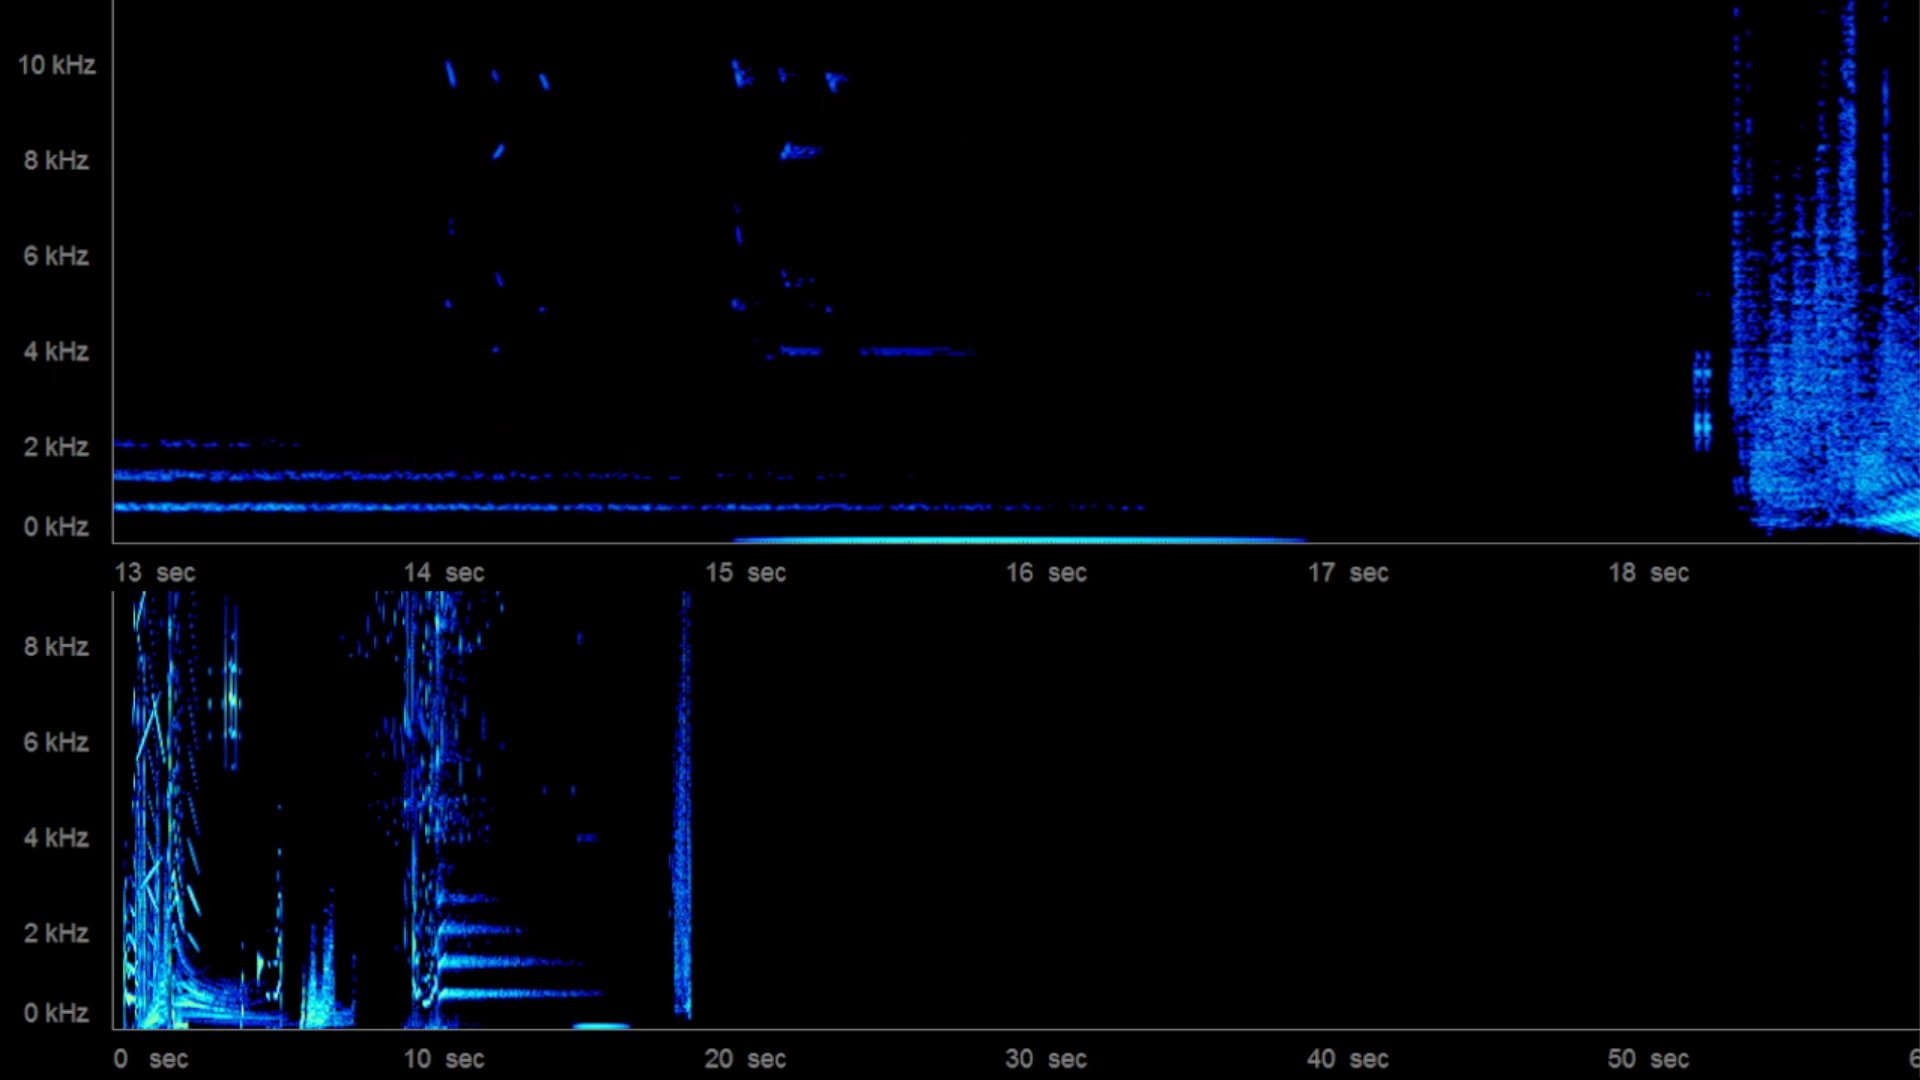 10 kHz
8 kHz
6 kHz
4 kHz
2 kHz
0 kHz
13 sec 14 sec 15 sec 16 sec 17 sec 18 sec
8 kHz
6 kHz
4 kHz
2 kHz
0 kHz
0 sec 10 sec 20 sec 30 sec 40 sec 50 sec